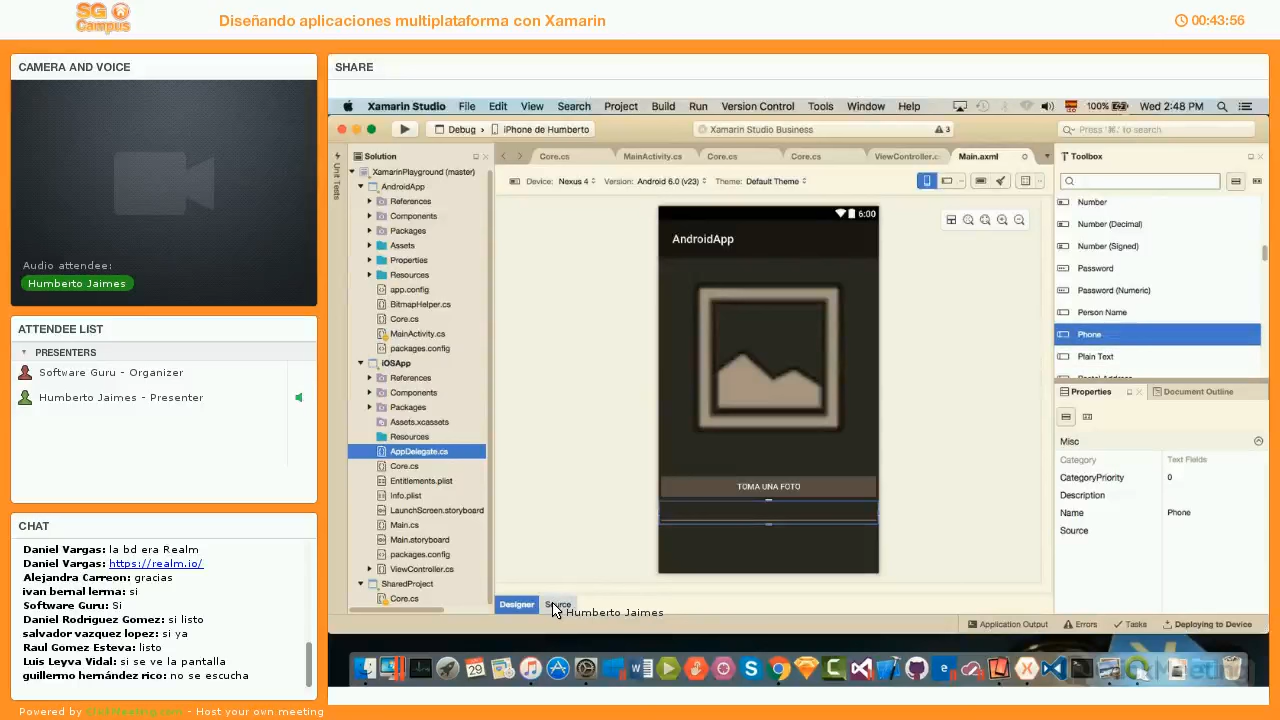 SG Campus
Diseñando aplicaciones multiplataforma con Xamarin
00:43:56
CAMERA AND VOICE
Audio attendee:
Humberto Jaimes
ATTENDEE LIST
PRESENTERS
Software Guru - Organizer
Humberto Jaimes - Presenter
CHAT
Daniel Vargas: la bd era Realm
Daniel Vargas: https://realm.io/
Alejandra Carreon: gracias
ivan bernal lerma: si
Software Guru: Si
Daniel Rodriguez Gomez: si listo
salvador vazquez lopez: si ya
Raul Gomez Esteva: listo
Luis Leyva Vidal: si se ve la pantalla
guillermo hernández rico: no se escucha
Powered by ClickMeeting.com - Host your own meeting
SHARE
Xamarin Studio File Edit View Search Project Build Run Version Control Tools Window Help 100% Wed 2:48 PM
Debug › iPhone de Humberto
Xamarin Studio Business 3
Press '⌘.' to search
Unit Tests
Solution
XamarinPlayground (master)
AndroidApp
References
Components
Packages
Assets
Properties
Resources
app.config
BitmapHelper.cs
Core.cs
MainActivity.cs
packages.config
iOSApp
References
Components
Packages
Assets.xcassets
Resources
AppDelegate.cs
Core.cs
Entitlements.plist
Info.plist
LaunchScreen.storyboard
Main.cs
Main.storyboard
packages.config
ViewController.cs
SharedProject
Core.cs
Core.cs MainActivity.cs Core.cs Core.cs ViewController.c Main.axml
Device: Nexus 4 Version: Android 6.0 (v23) Theme: Default Theme
6:00
AndroidApp
TOMA UNA FOTO
Designer Source
Humberto Jaimes
Toolbox
Number
Number (Decimal)
Number (Signed)
Password
Password (Numeric)
Person Name
Phone
Plain Text
Postal Address
Properties Document Outline
Misc
Category Text Fields
CategoryPriority 0
Description
Name Phone
Source
Application Output Errors Tasks Deploying to Device
29